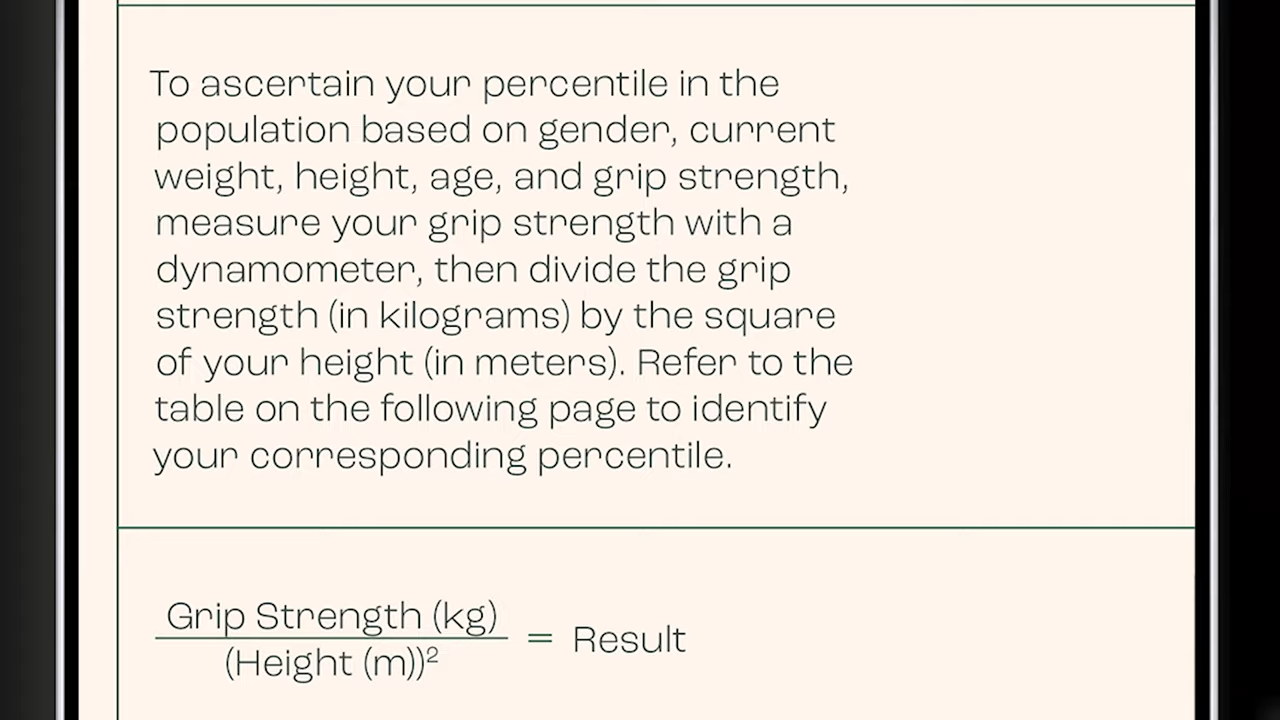 To ascertain your percentile in the
population based on gender, current
weight, height, age, and grip strength,
measure your grip strength with a
dynamometer, then divide the grip
strength (in kilograms) by the square
of your height (in meters). Refer to the
table on the following page to identify
your corresponding percentile.
Grip Strength (kg)
(Height (m))² = Result